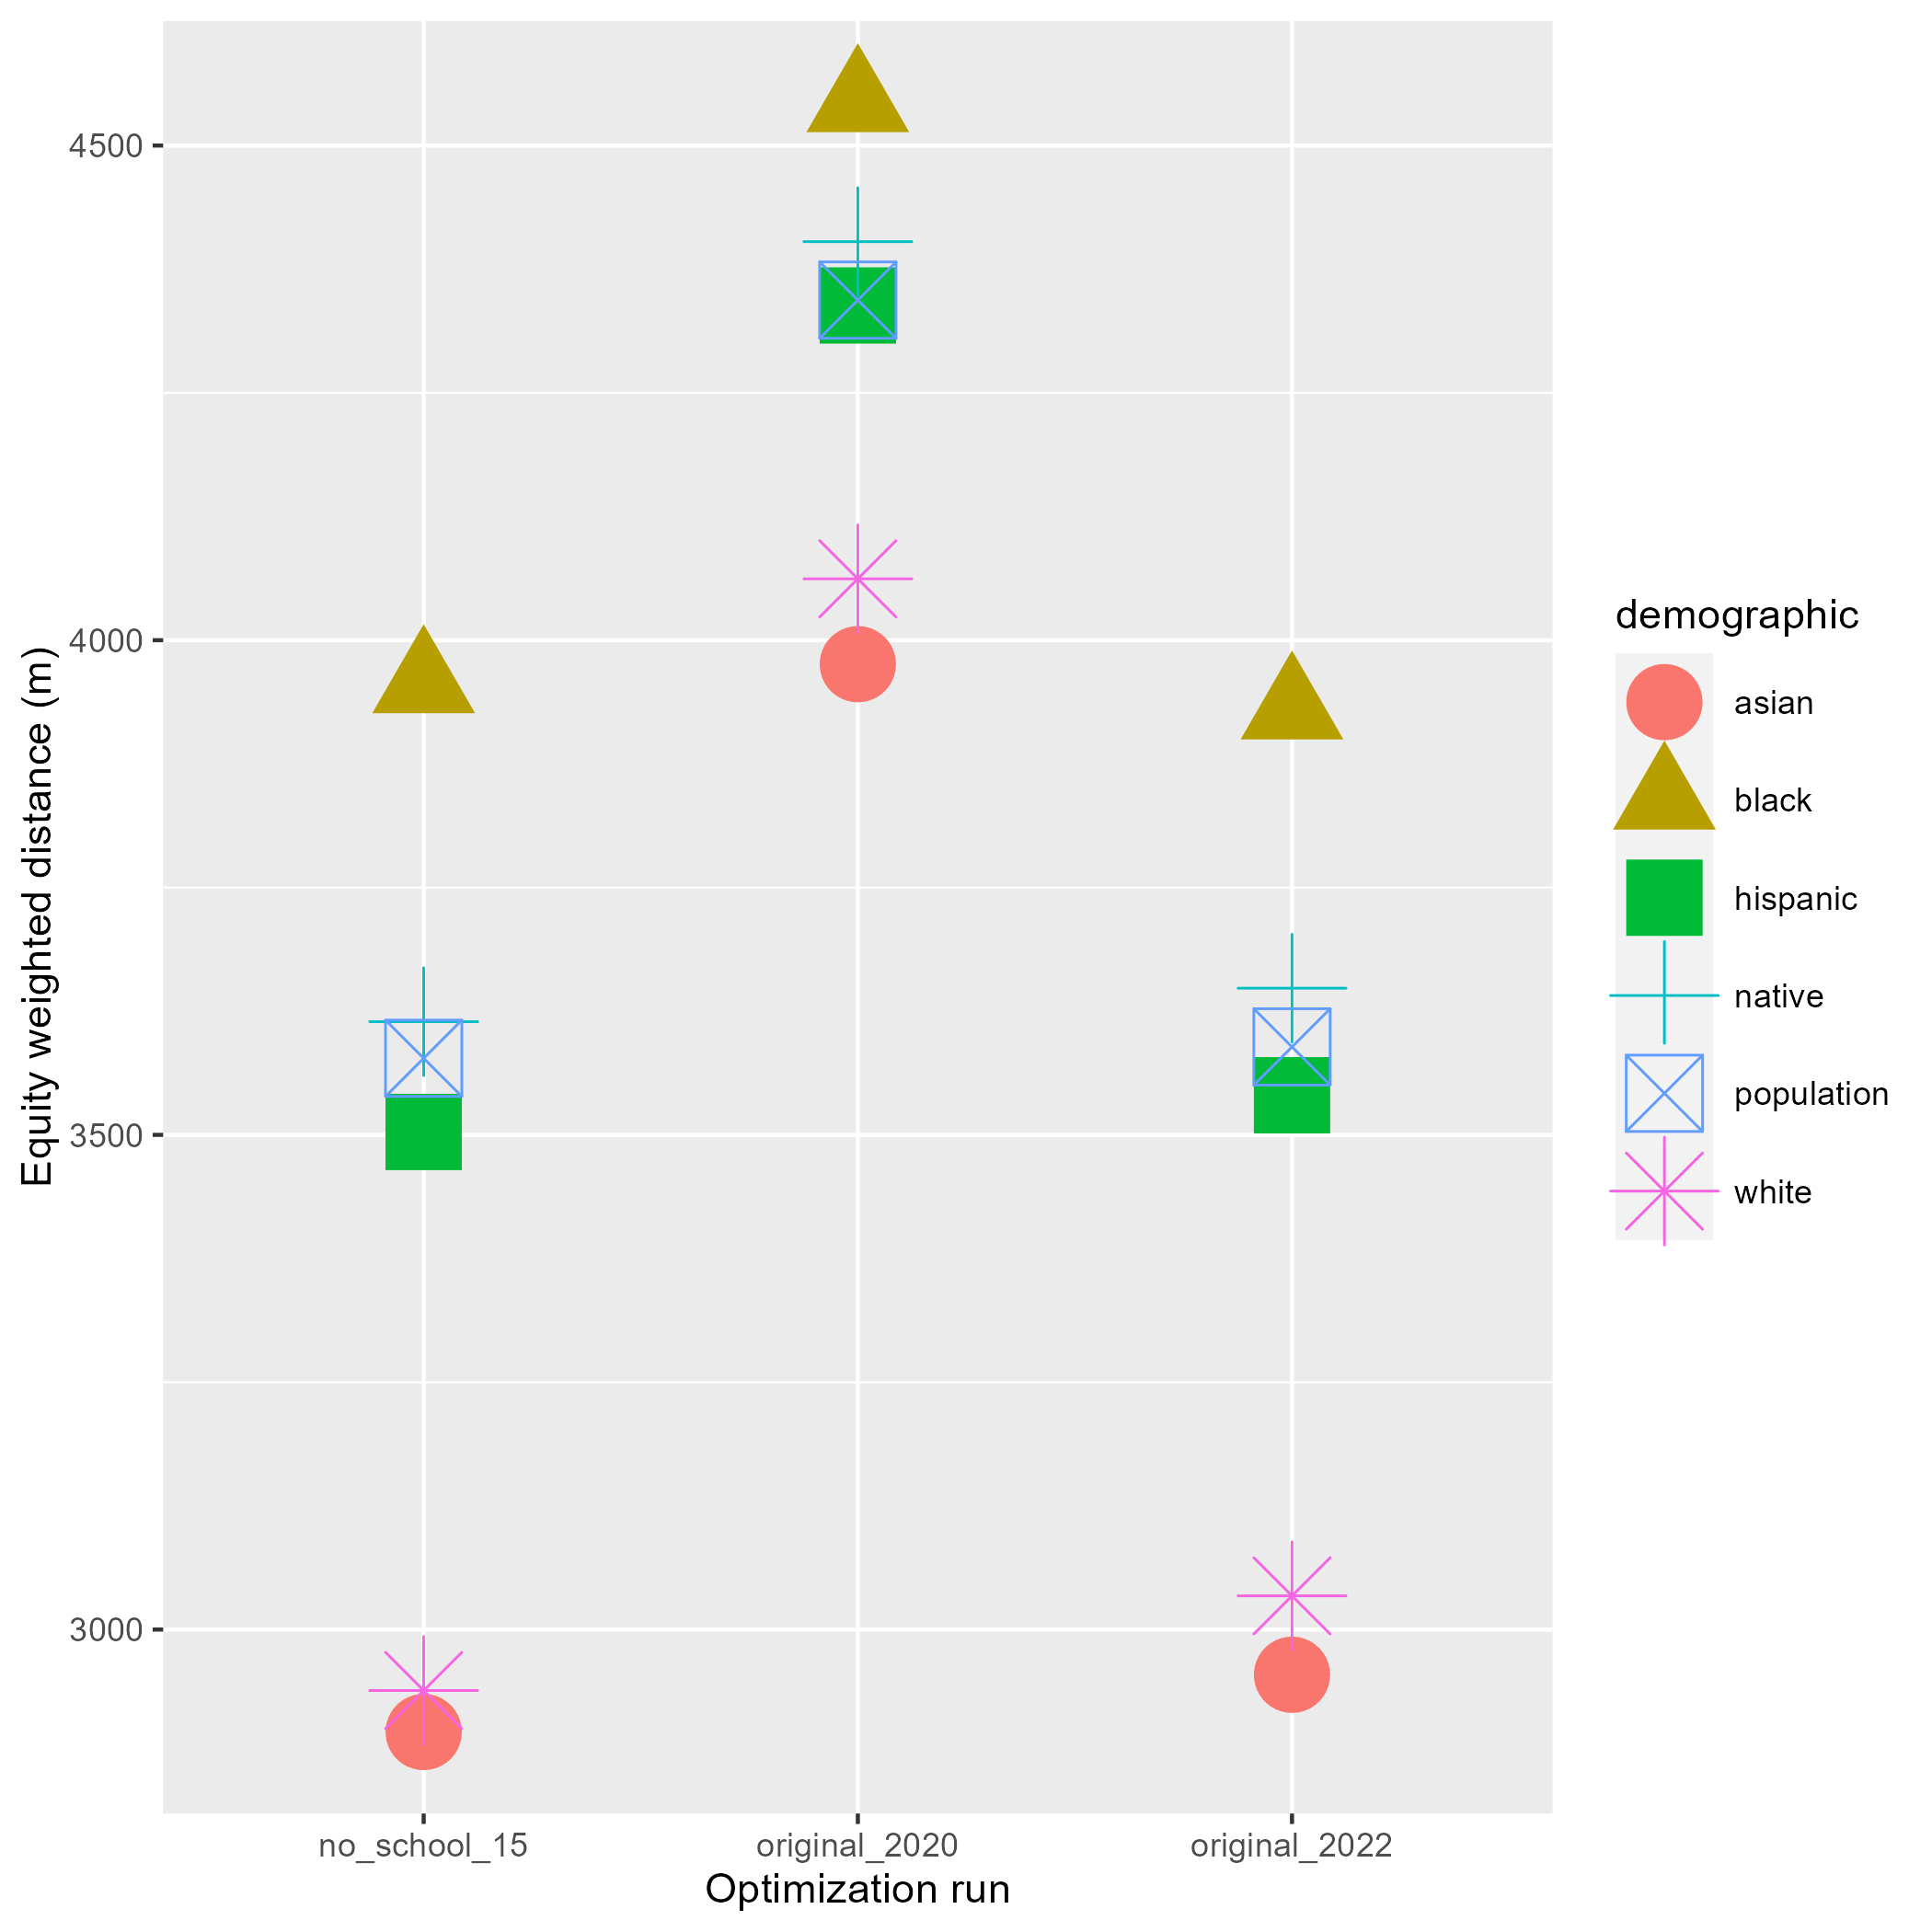 Equity weighted distance (m)
4500
4000
3500
3000
no_school_15
original_2020
original_2022
Optimization run
demographic
asian
black
hispanic
native
population
white